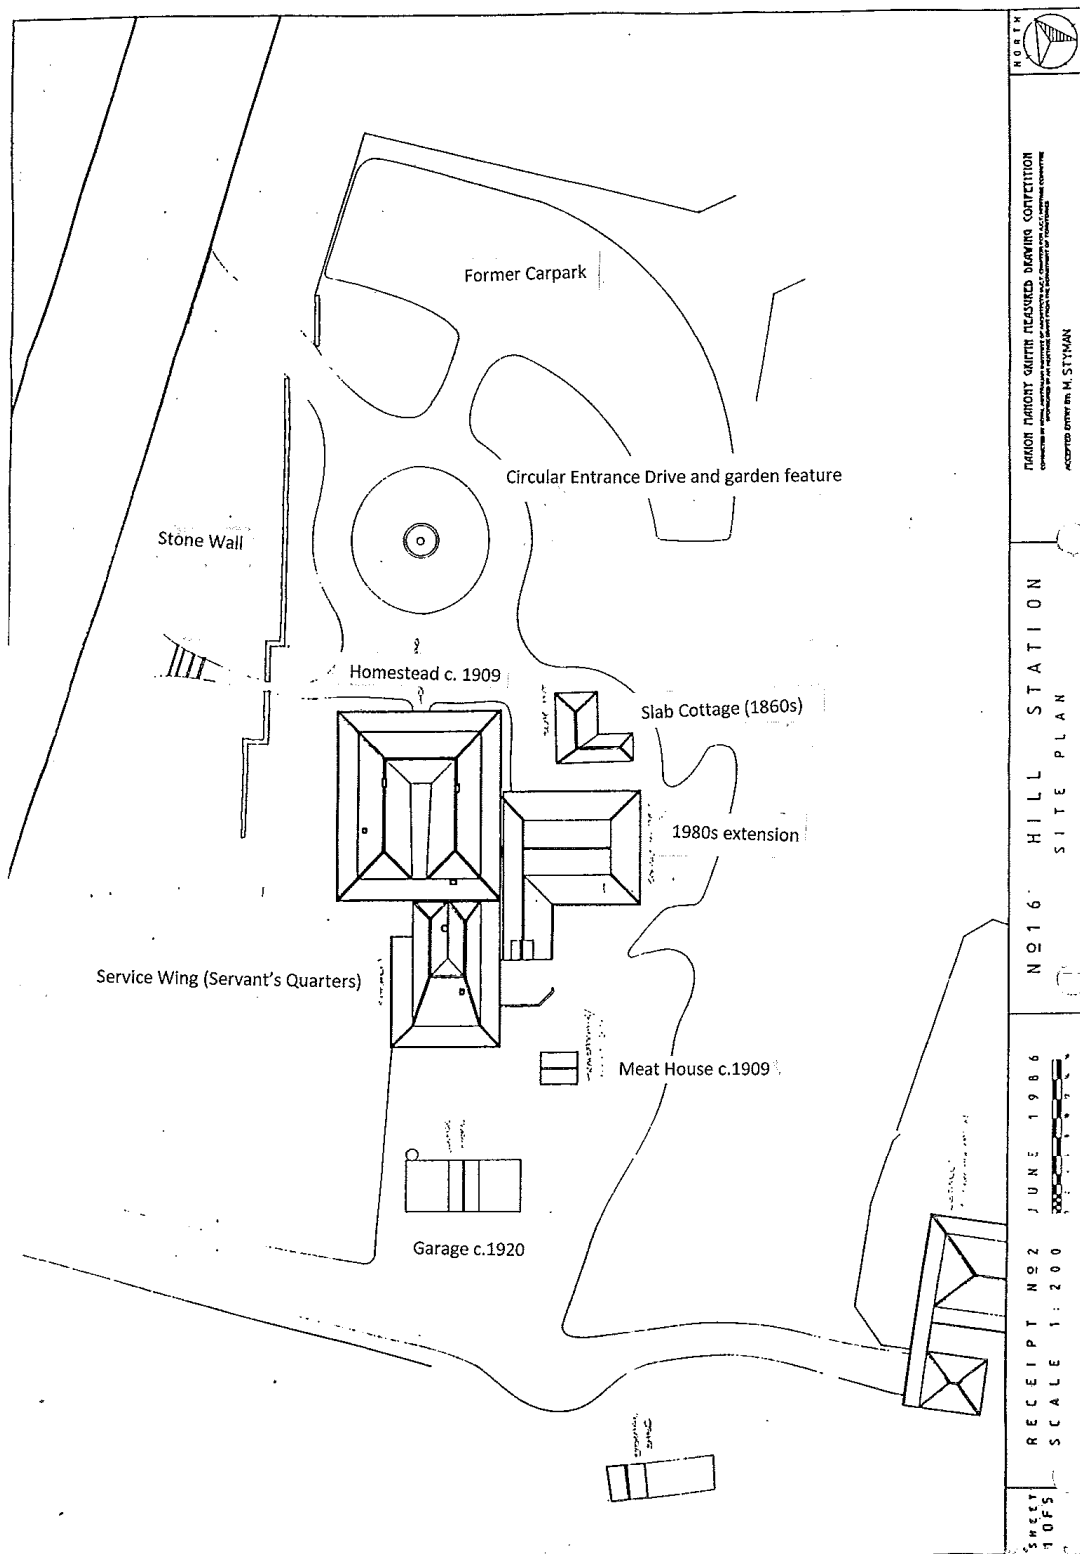 NORTH
Former Carpark
MARION MAHONY GRIFFIN MEASURED DRAWING COMPETITION
ACCEPTED ENTRY BY: M. STYMAN
Circular Entrance Drive and garden feature
Stone Wall
Homestead c. 1909
Slab Cottage (1860s)
1980s extension
Nº16 HILL STATION
SITE PLAN
Service Wing (Servant's Quarters)
Meat House c.1909
Garage c.1920
RECEIPT Nº2 JUNE 1986
SCALE 1:200
SHEET
1 OF 5